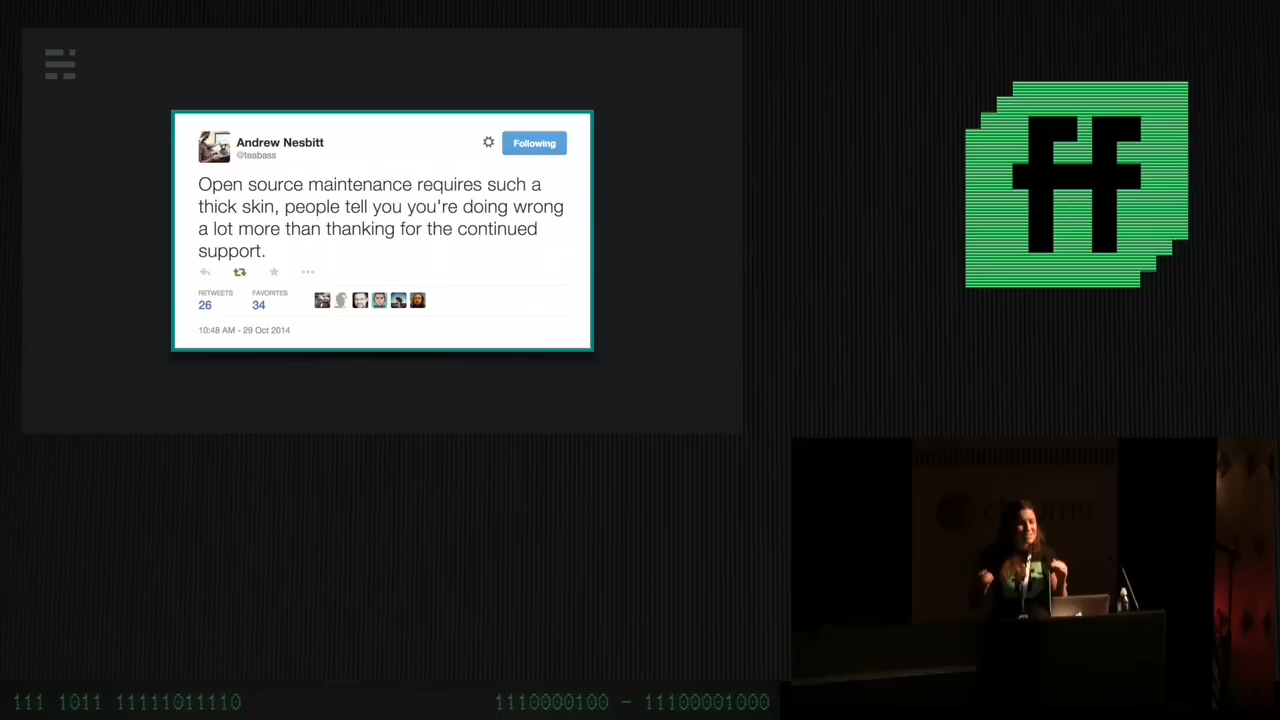 Andrew Nesbitt
@teabass
Following
Open source maintenance requires such a
thick skin, people tell you you're doing wrong
a lot more than thanking for the continued
support.
RETWEETS
26
FAVORITES
34
10:48 AM - 29 Oct 2014
ff
chrome
111 1011 11111011110
1110000100 - 11100001000